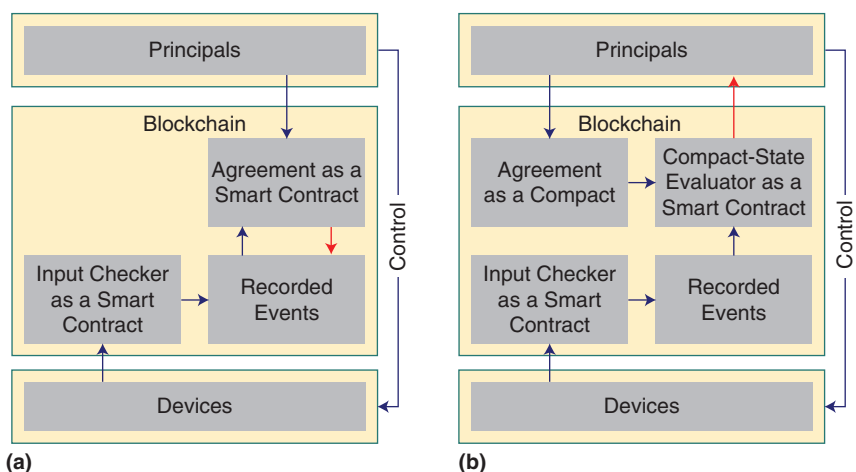 Principals
Blockchain
Agreement as a
Smart Contract
Input Checker
as a Smart
Contract
Recorded
Events
Devices
Control
(a)
Principals
Blockchain
Agreement
as a Compact
Compact-State
Evaluator as a
Smart Contract
Input Checker
as a Smart
Contract
Recorded
Events
Devices
Control
(b)